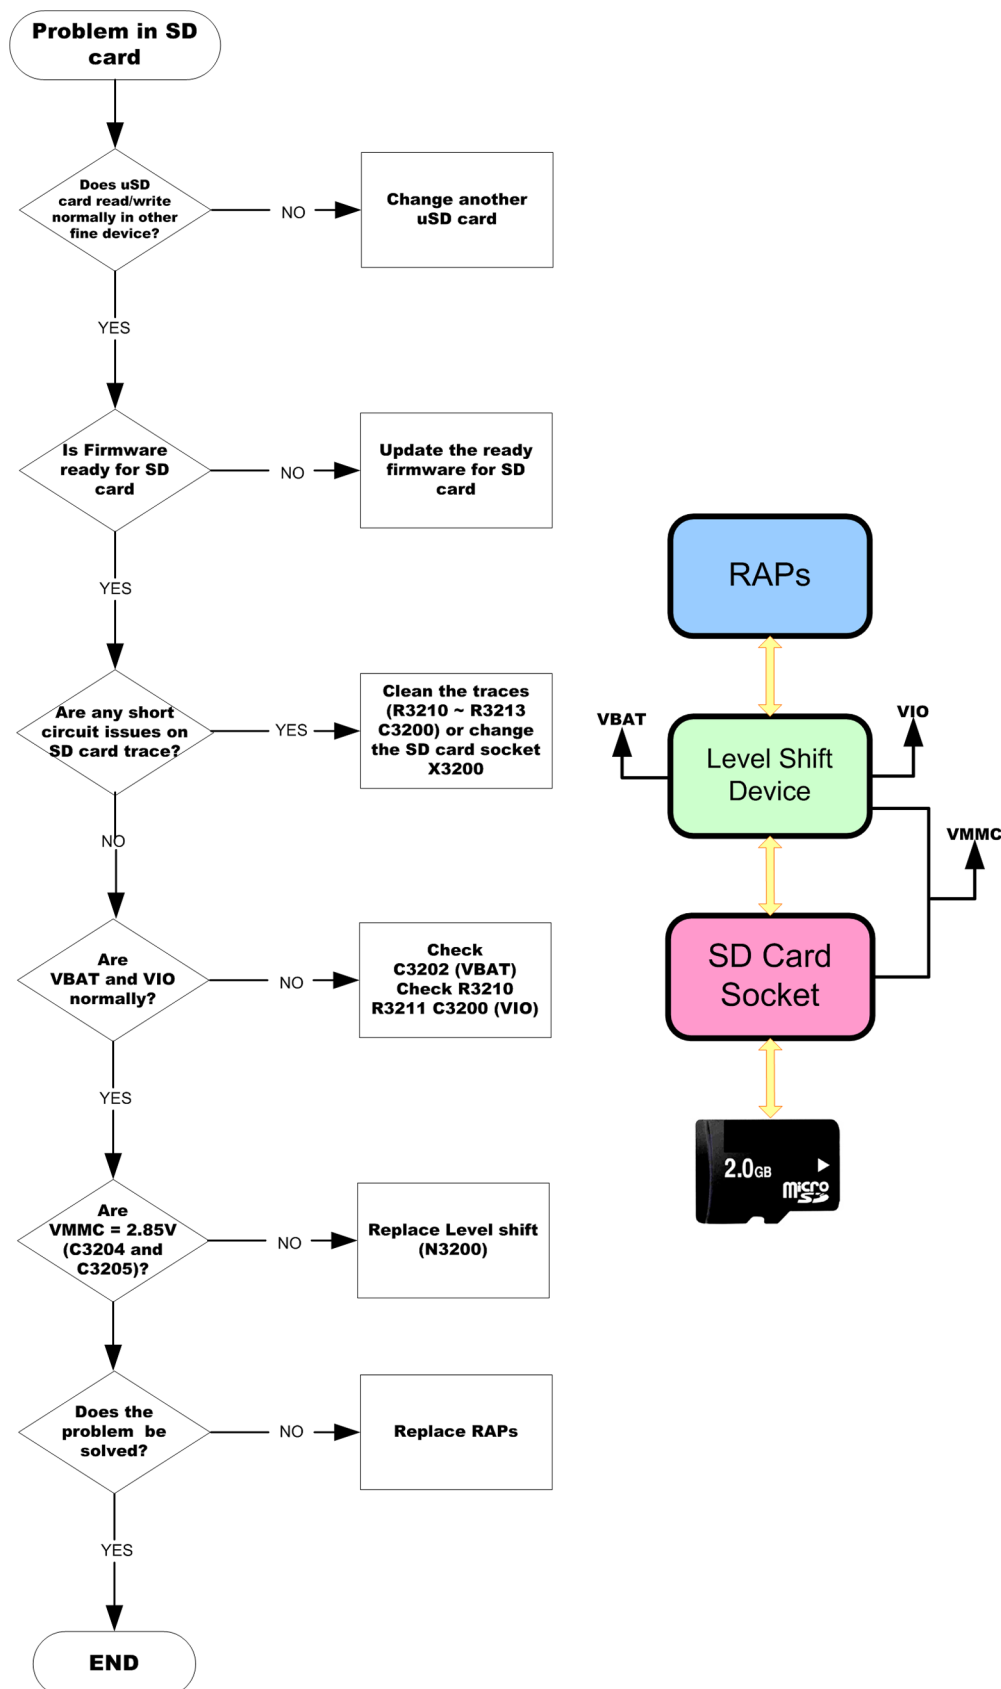 Problem in SD
card
Does uSD
card read/write
normally in other
fine device?
NO
Change another
uSD card
YES
Is Firmware
ready for SD
card
NO
Update the ready
firmware for SD
card
YES
Are any short
circuit issues on
SD card trace?
YES
Clean the traces
(R3210 ~ R3213
C3200) or change
the SD card socket
X3200
NO
Are
VBAT and VIO
normally?
NO
Check
C3202 (VBAT)
Check R3210
R3211 C3200 (VIO)
YES
Are
VMMC = 2.85V
(C3204 and
C3205)?
NO
Replace Level shift
(N3200)
Does the
problem be
solved?
NO
Replace RAPs
YES
END
RAPs
VBAT
VIO
Level Shift
Device
VMMC
SD Card
Socket
2.0GB
micro
SD